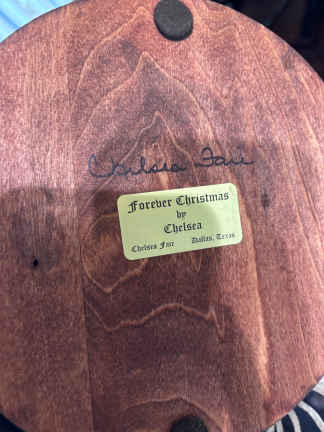 Chelsea Fair
Forever Christmas
by
Chelsea
Chelsea Fair Dallas, Texas